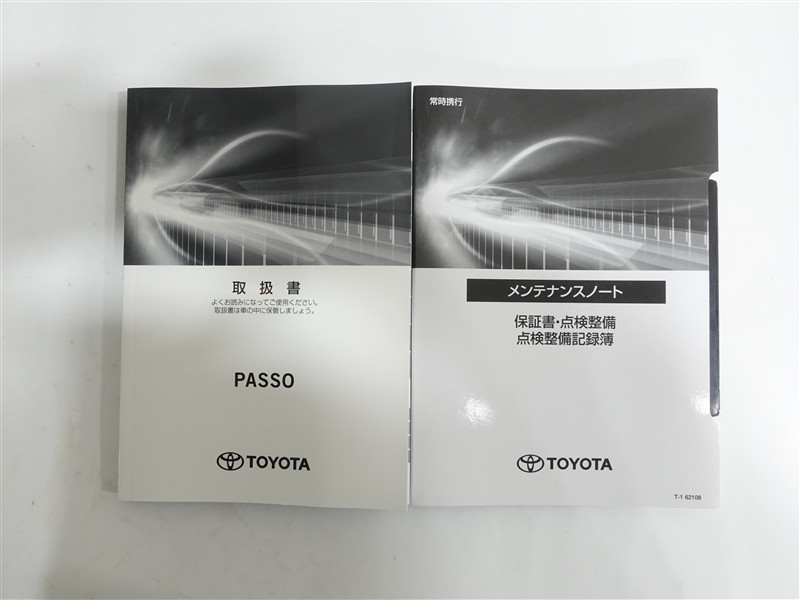 取扱書
よくお読みになってご使用ください。
取扱書は車の中に保管しましょう。
PASSO
TOYOTA
常時携行
メンテナンスノート
保証書・点検整備
点検整備記録簿
TOYOTA
T-1 62108